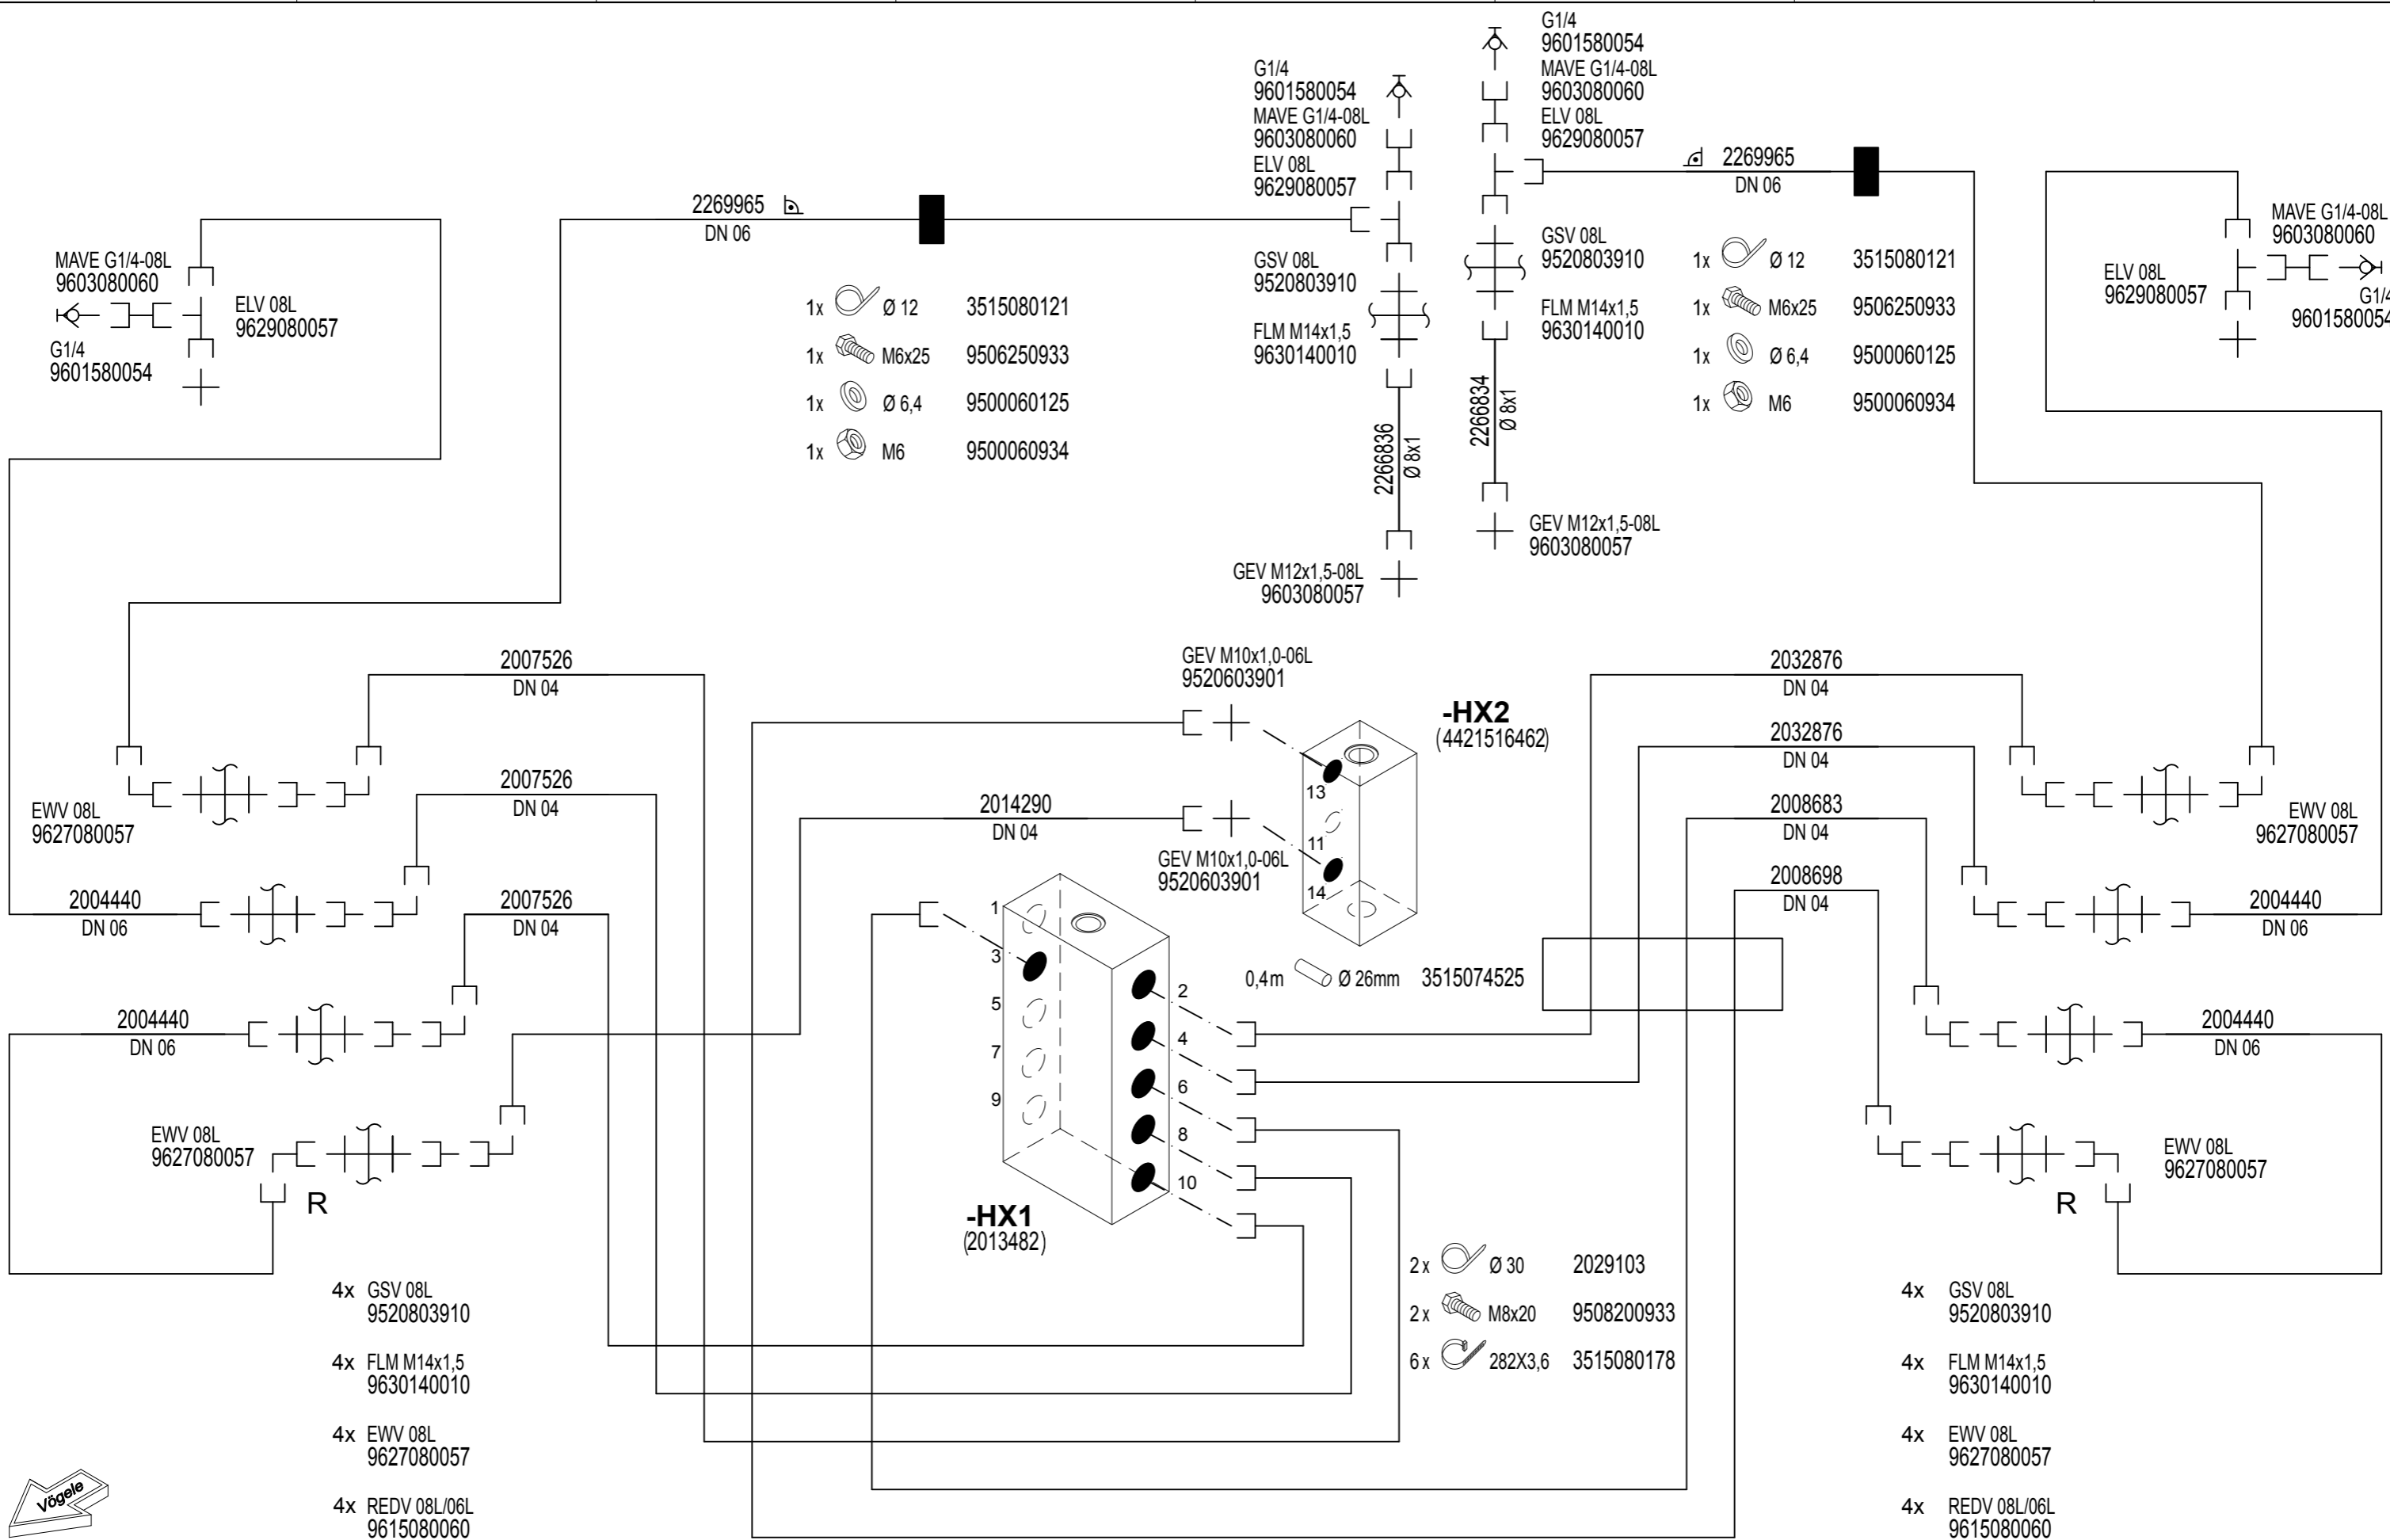 G1/4
9601580054
MAVE G1/4-08L
9603080060
ELV 08L
9629080057
G1/4
9601580054
MAVE G1/4-08L
9603080060
ELV 08L
9629080057
2269965
DN 06
2269965
DN 06
MAVE G1/4-08L
9603080060
ELV 08L
9629080057
G1/4
9601580054
MAVE G1/4-08L
9603080060
ELV 08L
9629080057
G1/4
9601580054
GSV 08L
9520803910
FLM M14x1,5
9630140010
GSV 08L
9520803910
FLM M14x1,5
9630140010
1x Ø 12 3515080121
1x M6x25 9506250933
1x Ø 6,4 9500060125
1x M6 9500060934
1x Ø 12 3515080121
1x M6x25 9506250933
1x Ø 6,4 9500060125
1x M6 9500060934
2266836
Ø 8x1
2266834
Ø 8x1
GEV M12x1,5-08L
9603080057
GEV M12x1,5-08L
9603080057
2007526
DN 04
GEV M10x1,0-06L
9520603901
-HX2
(4421516462)
2032876
DN 04
2032876
DN 04
2007526
DN 04
EWV 08L
9627080057
2014290
DN 04
13
11
14
GEV M10x1,0-06L
9520603901
2008683
DN 04
EWV 08L
9627080057
2008698
DN 04
2004440
DN 06
2007526
DN 04
2004440
DN 06
1
3
5
7
9
2
4
6
8
10
0,4m Ø 26mm 3515074525
2004440
DN 06
2004440
DN 06
EWV 08L
9627080057
R
EWV 08L
9627080057
R
-HX1
(2013482)
2x Ø 30 2029103
2x M8x20 9508200933
6x 282X3,6 3515080178
4x GSV 08L
9520803910
4x FLM M14x1,5
9630140010
4x EWV 08L
9627080057
4x REDV 08L/06L
9615080060
4x GSV 08L
9520803910
4x FLM M14x1,5
9630140010
4x EWV 08L
9627080057
4x REDV 08L/06L
9615080060
Vögele